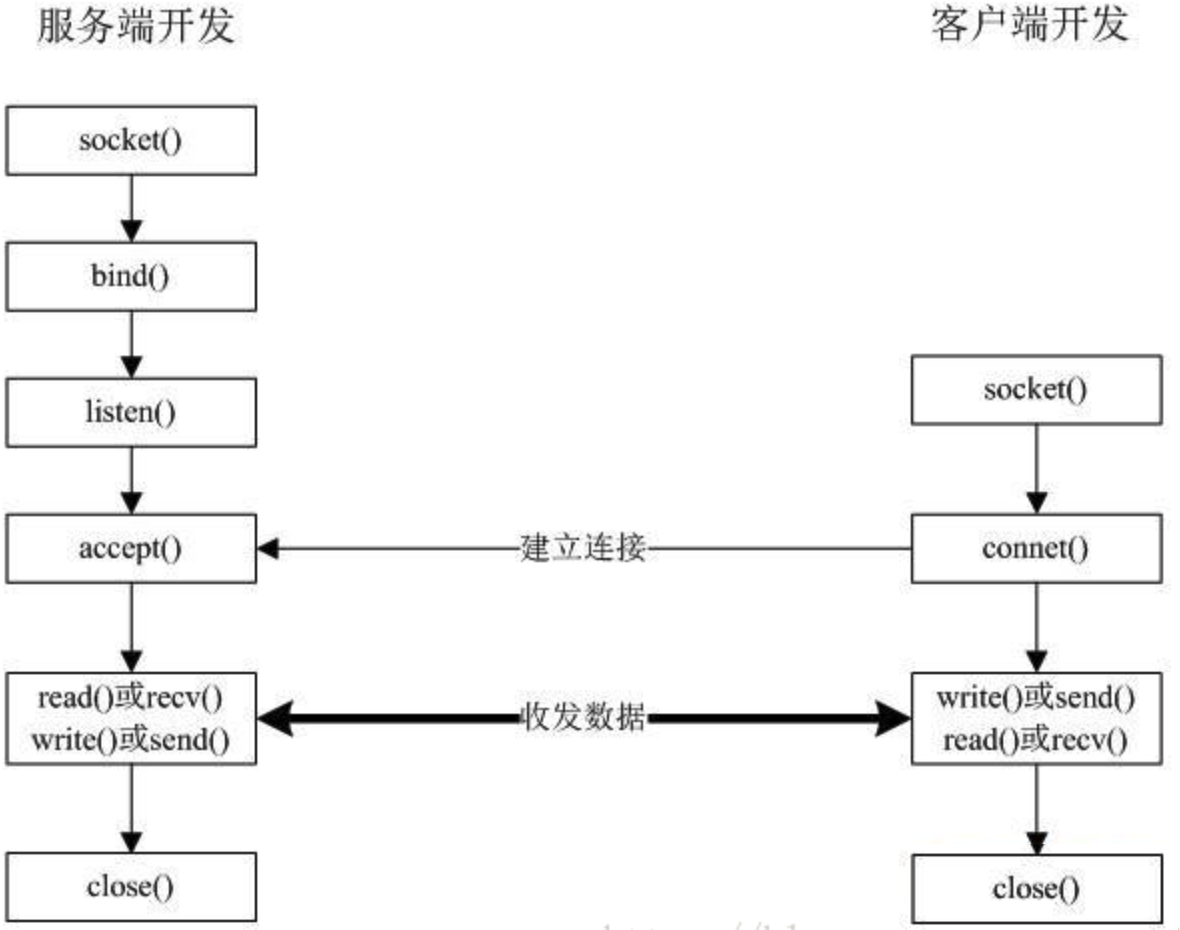 服务端开发
客户端开发
socket()
bind()
listen()
socket()
accept()
建立连接
connet()
read()或recv()
write()或send()
收发数据
write()或send()
read()或recv()
close()
close()